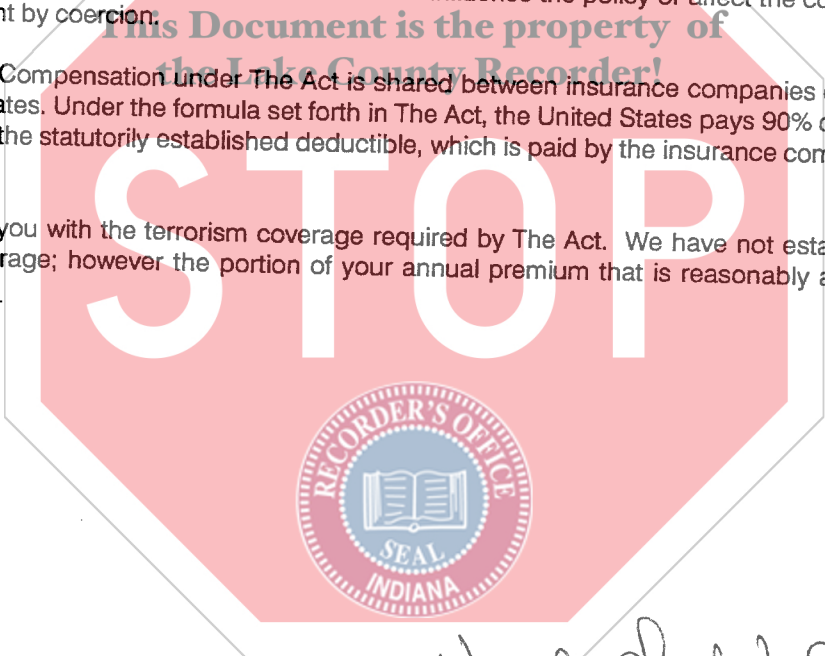 nt by coercion.
This Document is the property of
the Lake County Recorder!
Compensation under The Act is shared between insurance companies
ates. Under the formula set forth in The Act, the United States pays 90%
the statutorily established deductible, which is paid by the insurance com
STOP
you with the terrorism coverage required by The Act. We have not esta
rage; however the portion of your annual premium that is reasonably a
RECORDER'S OFFICE
SEAL
INDIANA